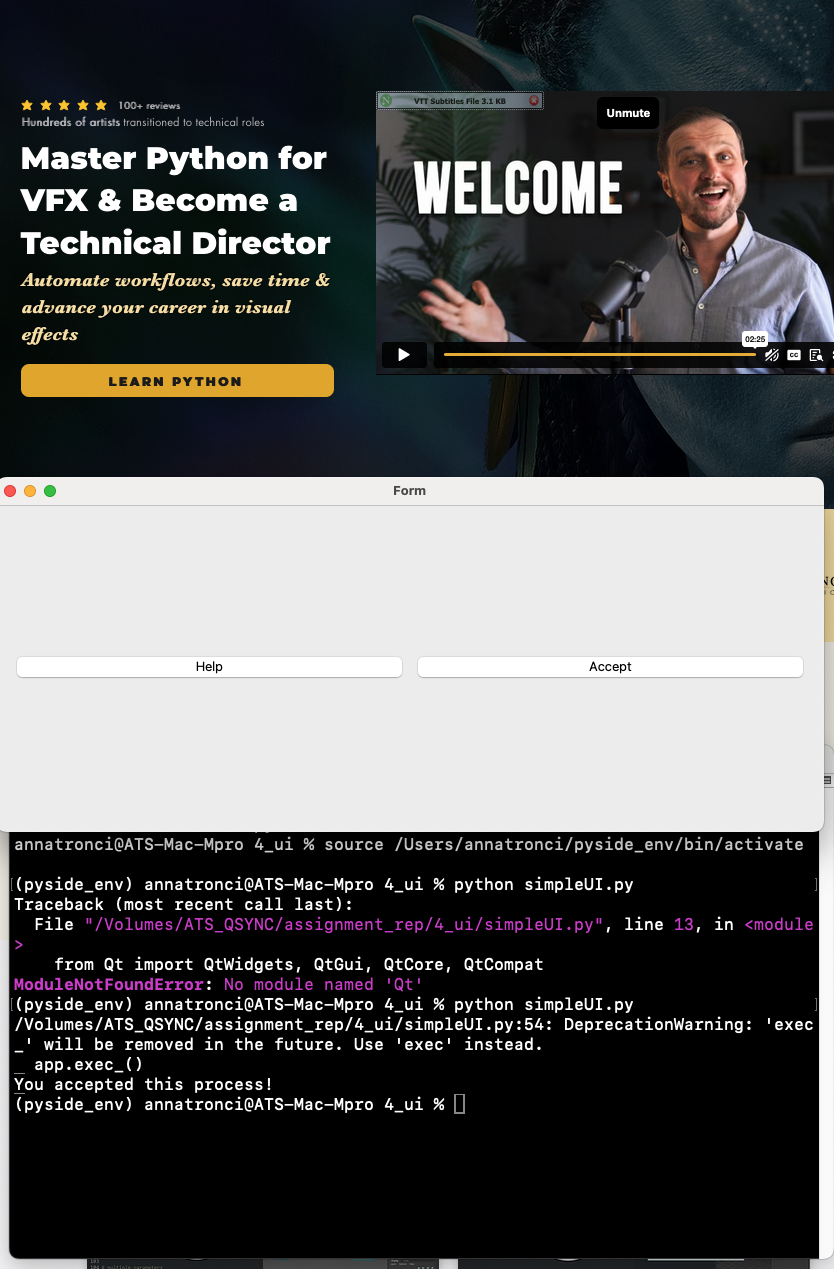 100+ reviews
Hundreds of artists transitioned to technical roles
Master Python for
VFX & Become a
Technical Director
Automate workflows, save time &
advance your career in visual
effects
LEARN PYTHON
VTT Subtitles File 3.1 KB
Unmute
WELCOME
02:25
CC
Form
Help
Accept
annatronci@ATS-Mac-Mpro 4_ui % source /Users/annatronci/pyside_env/bin/activate
[(pyside_env) annatronci@ATS-Mac-Mpro 4_ui % python simpleUI.py ]
Traceback (most recent call last):
File "/Volumes/ATS_QSYNC/assignment_rep/4_ui/simpleUI.py", line 13, in <module
>
from Qt import QtWidgets, QtGui, QtCore, QtCompat
ModuleNotFoundError: No module named 'Qt'
[(pyside_env) annatronci@ATS-Mac-Mpro 4_ui % python simpleUI.py ]
/Volumes/ATS_QSYNC/assignment_rep/4_ui/simpleUI.py:54: DeprecationWarning: 'exec
_' will be removed in the future. Use 'exec' instead.
_ app.exec_()
You accepted this process!
(pyside_env) annatronci@ATS-Mac-Mpro 4_ui %